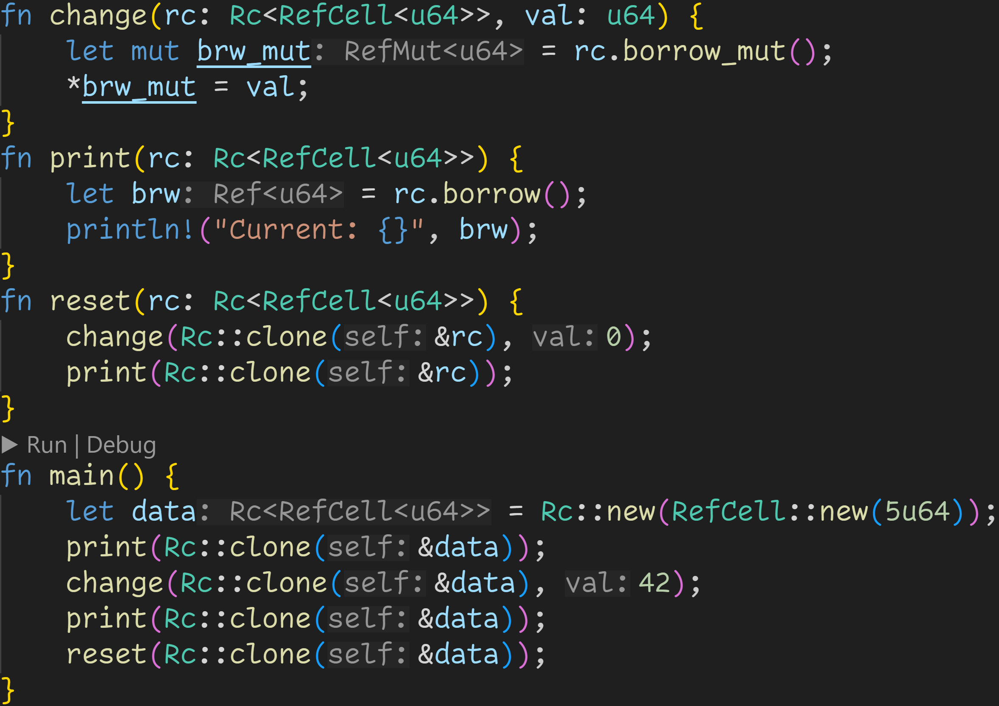 fn change(rc: Rc<RefCell<u64>>, val: u64) {
    let mut brw_mut: RefMut<u64> = rc.borrow_mut();
    *brw_mut = val;
}
fn print(rc: Rc<RefCell<u64>>) {
    let brw: Ref<u64> = rc.borrow();
    println!("Current: {}", brw);
}
fn reset(rc: Rc<RefCell<u64>>) {
    change(Rc::clone(self: &rc), val: 0);
    print(Rc::clone(self: &rc));
}
▶ Run | Debug
fn main() {
    let data: Rc<RefCell<u64>> = Rc::new(RefCell::new(5u64));
    print(Rc::clone(self: &data));
    change(Rc::clone(self: &data), val: 42);
    print(Rc::clone(self: &data));
    reset(Rc::clone(self: &data));
}